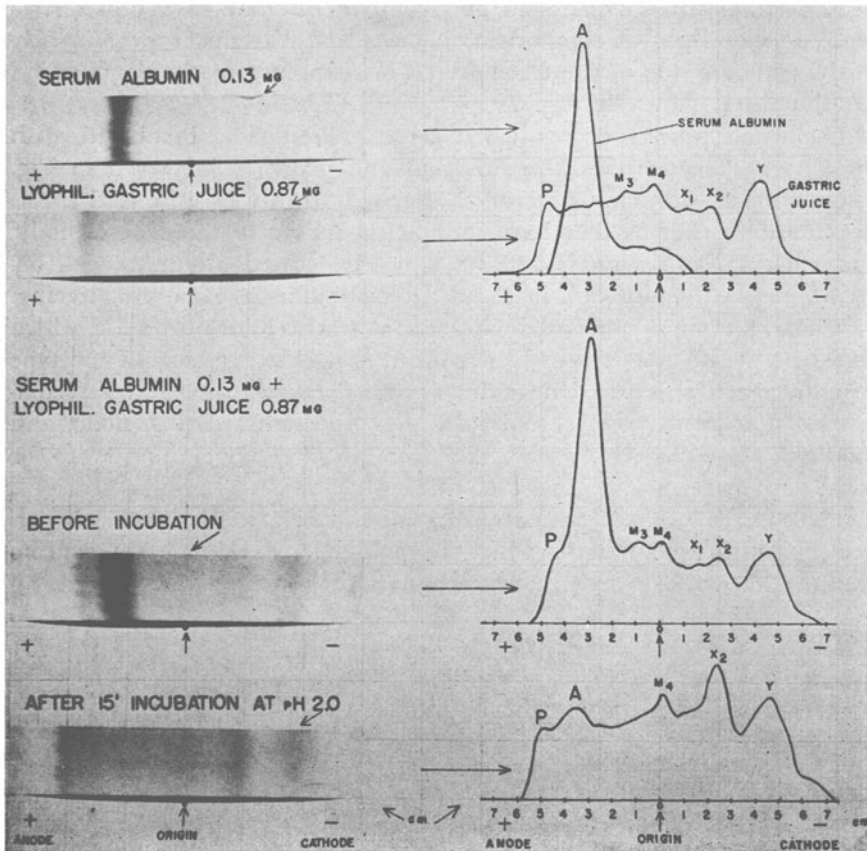 SERUM ALBUMIN 0.13 MG
+ −
LYOPHIL. GASTRIC JUICE 0.87 MG
+ −
A
SERUM ALBUMIN
P M3 M4 X1 X2 Y
GASTRIC
JUICE
7 6 5 4 3 2 1 0 1 2 3 4 5 6 7
+ −
SERUM ALBUMIN 0.13 MG +
LYOPHIL. GASTRIC JUICE 0.87 MG
BEFORE INCUBATION
+ −
A
P M3 M4 X1 X2 Y
7 6 5 4 3 2 1 0 1 2 3 4 5 6 7
+ −
AFTER 15' INCUBATION AT pH 2.0
+ −
ANODE ORIGIN CATHODE
cm
P A M4 X2 Y
7 6 5 4 3 2 1 0 1 2 3 4 5 6 7 cm
+ −
ANODE ORIGIN CATHODE